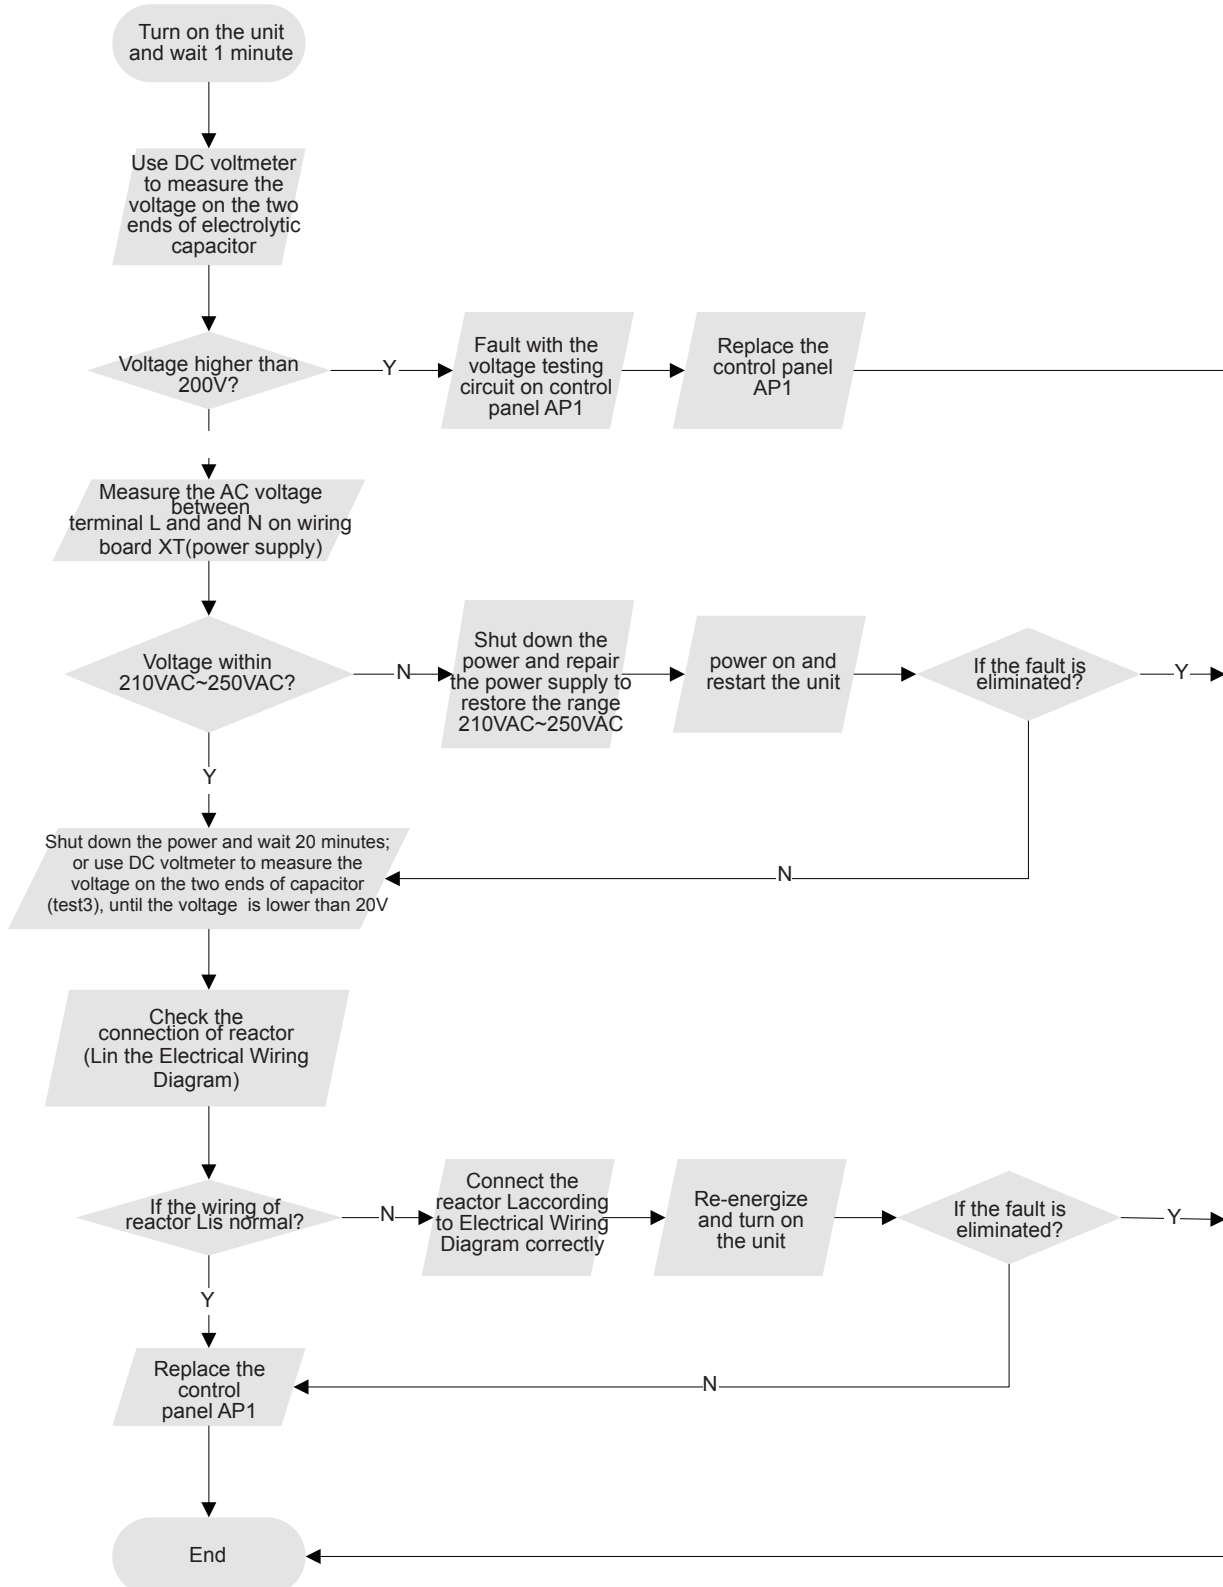 Turn on the unit
and wait 1 minute
Use DC voltmeter
to measure the
voltage on the two
ends of electrolytic
capacitor
Voltage higher than
200V?
Y
Fault with the
voltage testing
circuit on control
panel AP1
Replace the
control panel
AP1
Measure the AC voltage
between
terminal L and and N on wiring
board XT(power supply)
Voltage within
210VAC~250VAC?
N
Shut down the
power and repair
the power supply to
restore the range
210VAC~250VAC
power on and
restart the unit
If the fault is
eliminated?
Y
Y
Shut down the power and wait 20 minutes;
or use DC voltmeter to measure the
voltage on the two ends of capacitor
(test3), until the voltage is lower than 20V
N
Check the
connection of reactor
(Lin the Electrical Wiring
Diagram)
If the wiring of
reactor Lis normal?
N
Connect the
reactor Laccording
to Electrical Wiring
Diagram correctly
Re-energize
and turn on
the unit
If the fault is
eliminated?
Y
Y
Replace the
control
panel AP1
N
End